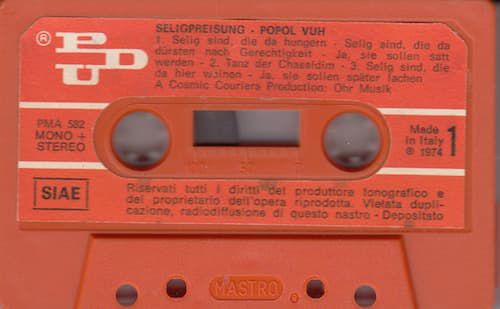 ® PDU
SELIGPREISUNG - POPOL VUH
1. Selig sind, die da hungern - Selig sind, die da
dürsten nach Gerechtigkeit - Ja, sie sollen satt
werden - 2. Tanz der Chassidim - 3. Selig sind, die
da hier weinen - Ja, sie sollen später lachen
A Cosmic Couriers Production: Ohr Musik
PMA 582
MONO +
STEREO
Made
in Italy
℗ 1974
1
SIAE
Riservati tutti i diritti del produttore fonografico e
del proprietario dell'opera riprodotta. Vietata dupli-
cazione, radiodiffusione di questo nastro - Depositato
MASTRO ®